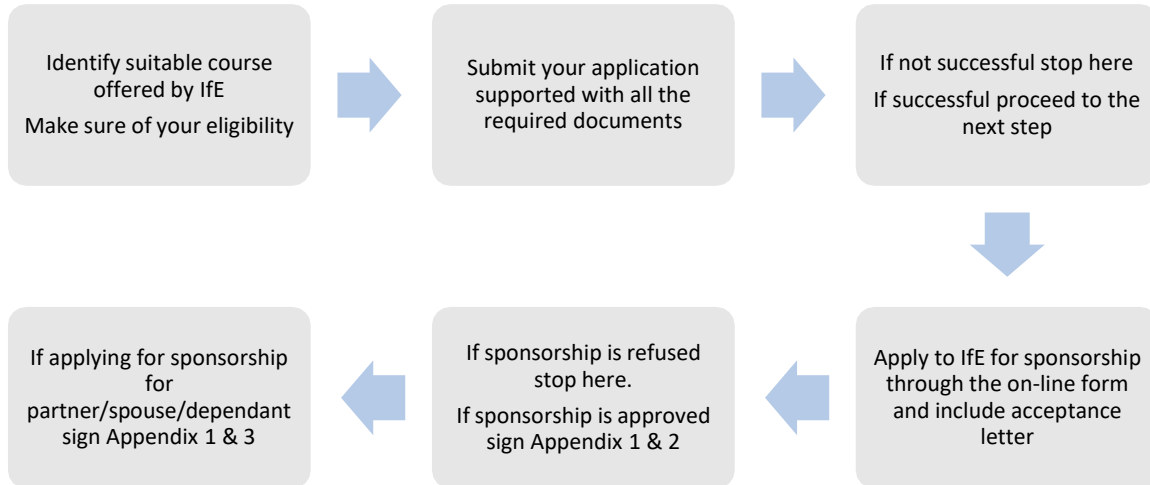 Identify suitable course
offered by IfE
Make sure of your eligibility
Submit your application
supported with all the
required documents
If not successful stop here
If successful proceed to the
next step
Apply to IfE for sponsorship
through the on-line form
and include acceptance
letter
If sponsorship is refused
stop here.
If sponsorship is approved
sign Appendix 1 & 2
If applying for sponsorship
for
partner/spouse/dependant
sign Appendix 1 & 3